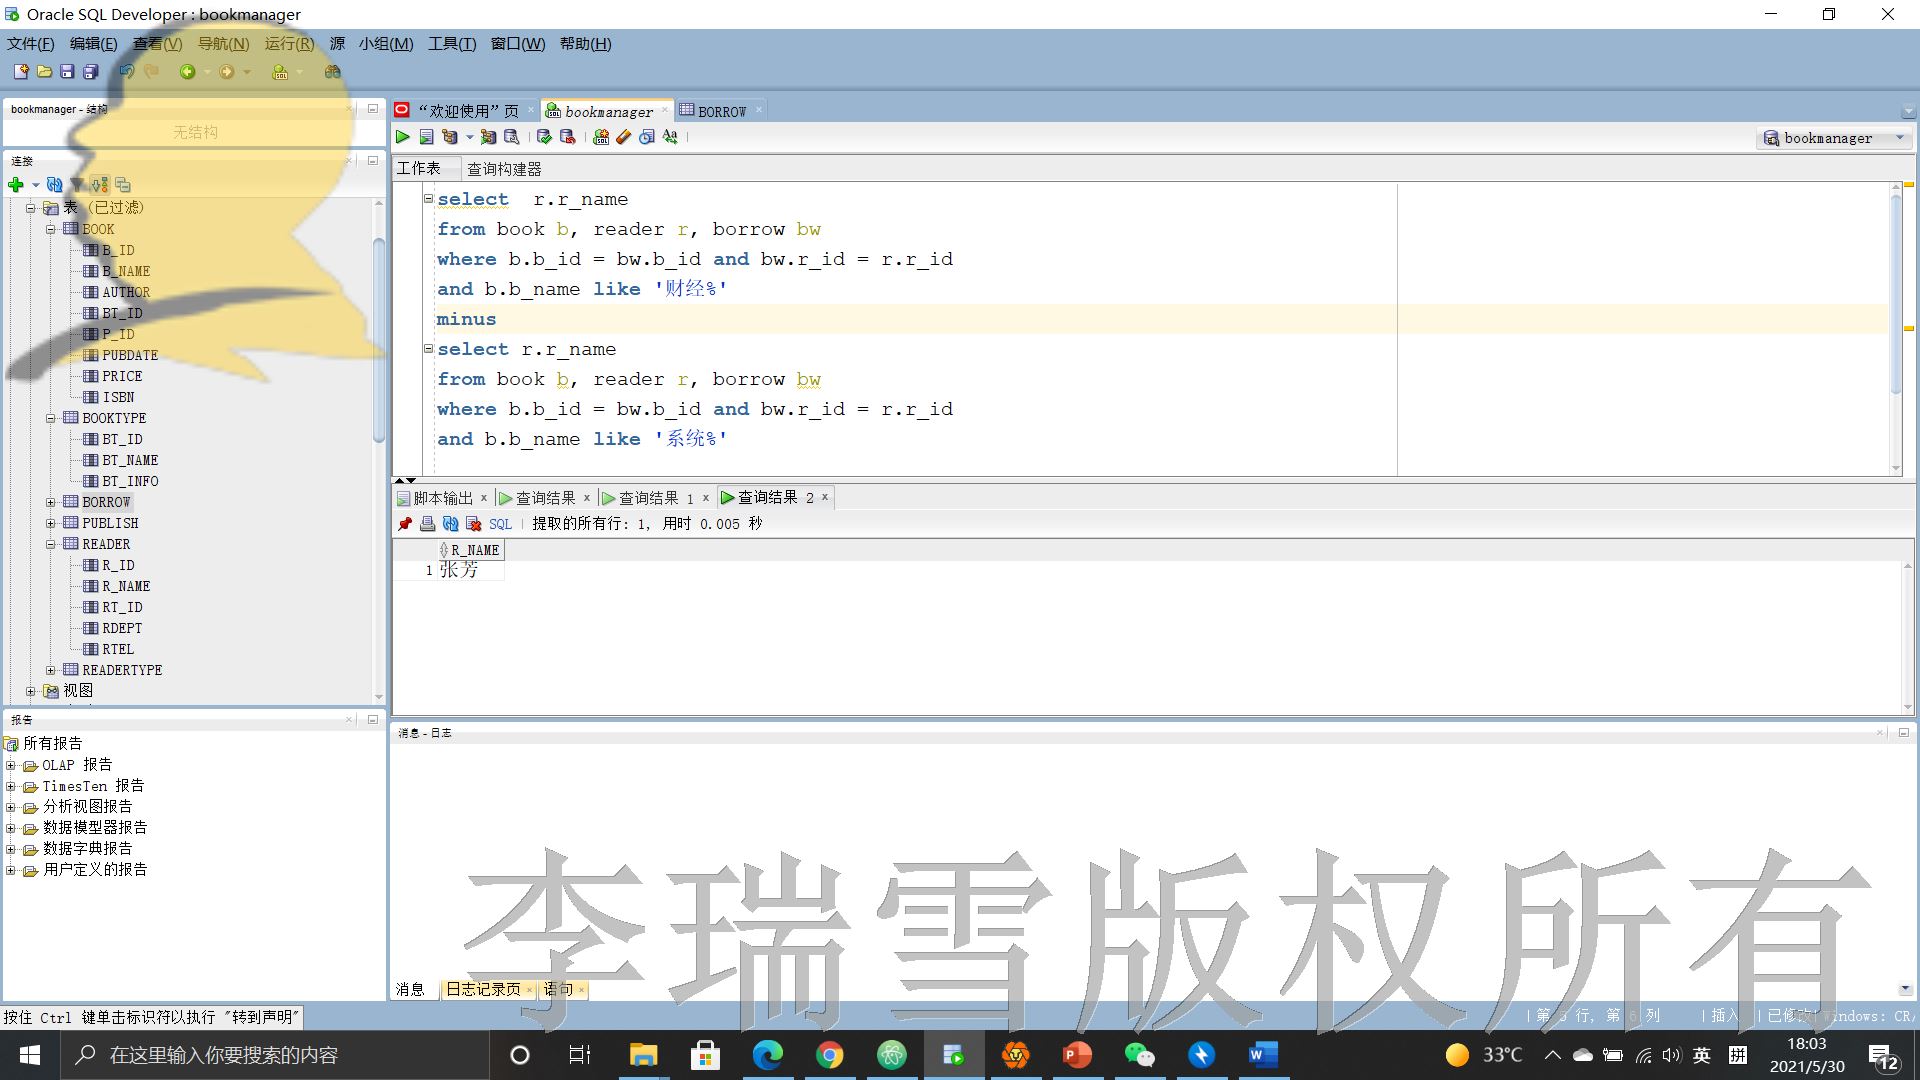 Oracle SQL Developer : bookmanager
文件(F) 编辑(E) 查看(V) 导航(N) 运行(R) 源 小组(M) 工具(T) 窗口(W) 帮助(H)
bookmanager - 结构
无结构
连接
表 (已过滤)
BOOK
B_ID
B_NAME
AUTHOR
BT_ID
P_ID
PUBDATE
PRICE
ISBN
BOOKTYPE
BT_ID
BT_NAME
BT_INFO
BORROW
PUBLISH
READER
R_ID
R_NAME
RT_ID
RDEPT
RTEL
READERTYPE
视图
报告
所有报告
OLAP 报告
TimesTen 报告
分析视图报告
数据模型器报告
数据字典报告
用户定义的报告
“欢迎使用”页 bookmanager BORROW
bookmanager
工作表 查询构建器
select  r.r_name
from book b, reader r, borrow bw
where b.b_id = bw.b_id and bw.r_id = r.r_id
and b.b_name like '财经%'
minus
select r.r_name
from book b, reader r, borrow bw
where b.b_id = bw.b_id and bw.r_id = r.r_id
and b.b_name like '系统%'
脚本输出 查询结果 查询结果 1 查询结果 2
SQL 提取的所有行: 1, 用时 0.005 秒
R_NAME
1 张芳
消息 - 日志
李瑞雪版权所有
消息 日志记录页 语句
按住 Ctrl 键单击标识符以执行 "转到声明"
第 5 行, 第 6 列 插入 已修改 Windows: CR/
在这里输入你要搜索的内容
33℃ 英 拼
18:03
2021/5/30
12